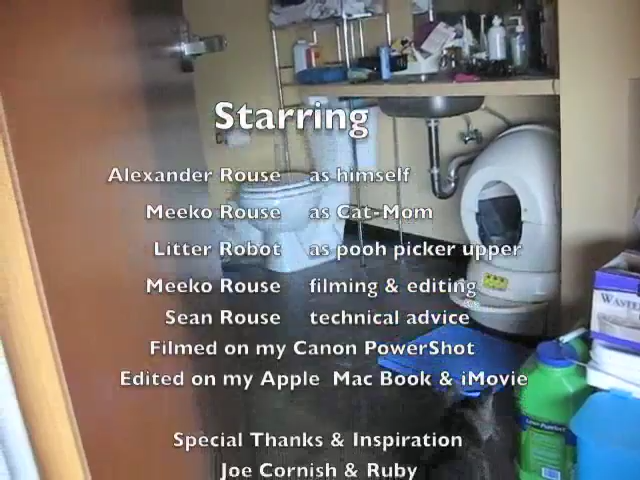 Starring
Alexander Rouse as himself
Meeko Rouse as Cat-Mom
Litter Robot as pooh picker upper
Meeko Rouse filming & editing
Sean Rouse technical advice
Filmed on my Canon PowerShot
Edited on my Apple Mac Book & iMovie
Special Thanks & Inspiration
Joe Cornish & Ruby